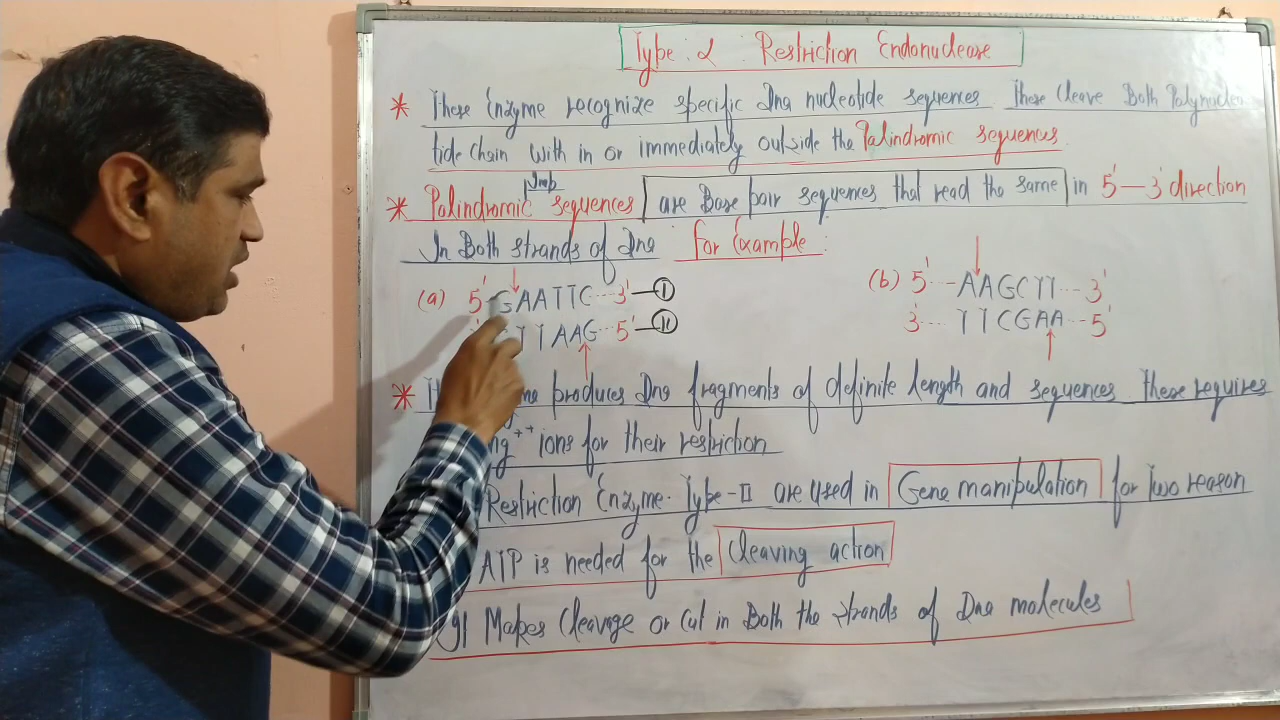 Type : 2 : Restriction Endonuclease
* These Enzyme recognize specific Dna nucleotide sequences These Cleave Both Polynucleo
tide chain with in or immediately outside the Palindromic sequences.
Imp
* Palindromic sequences are Base pair sequences that read the same in 5' — 3' direction
In Both strands of Dna for Example :
(a) 5' GAATTC ... 3' — I
TTAAG ... 5' — II
(b) 5' --- AAGCTT --- 3'
3' .... TTCGAA --- 5'
* produces Dna fragments of definite length and sequences these requires
mg++ ions for their restriction
Restriction Enzyme. Type-II are used in Gene manipulation for Two reason
ATP is needed for the cleaving action
It Makes Cleavage or Cut in Both the strands of Dna molecules